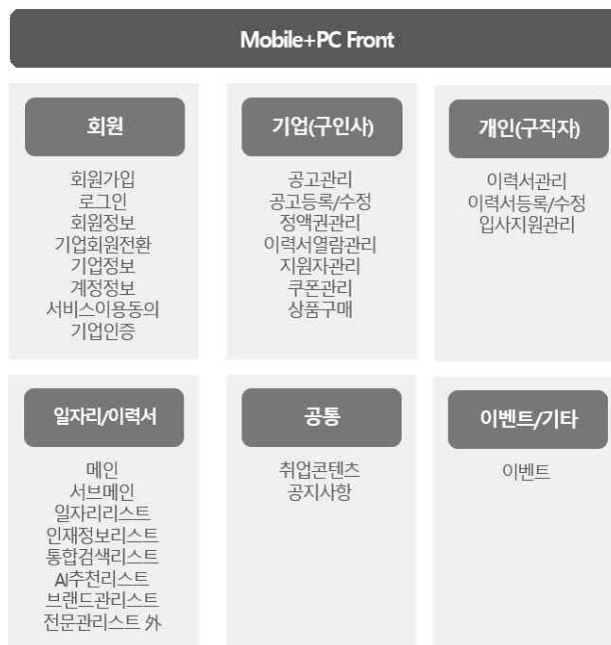 Mobile+PC Front
회원
회원가입
로그인
회원정보
기업회원전환
기업정보
계정정보
서비스이용동의
기업인증
기업(구인사)
공고관리
공고등록/수정
정액권관리
이력서열람관리
지원자관리
쿠폰관리
상품구매
개인(구직자)
이력서관리
이력서등록/수정
입사지원관리
일자리/이력서
메인
서브메인
일자리리스트
인재정보리스트
통합검색리스트
AI추천리스트
브랜드관리스트
전문관리스트 外
공통
취업콘텐츠
공지사항
이벤트/기타
이벤트